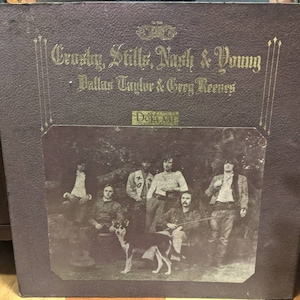 Crosby, Stills, Nash & Young
Dallas Taylor & Greg Reeves
Déjà vu